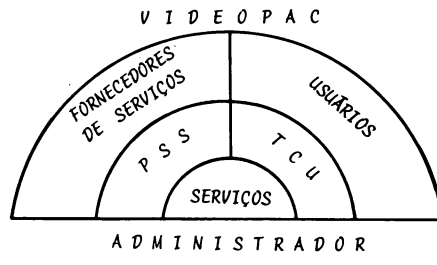 VIDEOPAC
FORNECEDORES
DE SERVIÇOS
USUÁRIOS
PSS
TCU
SERVIÇOS
ADMINISTRADOR